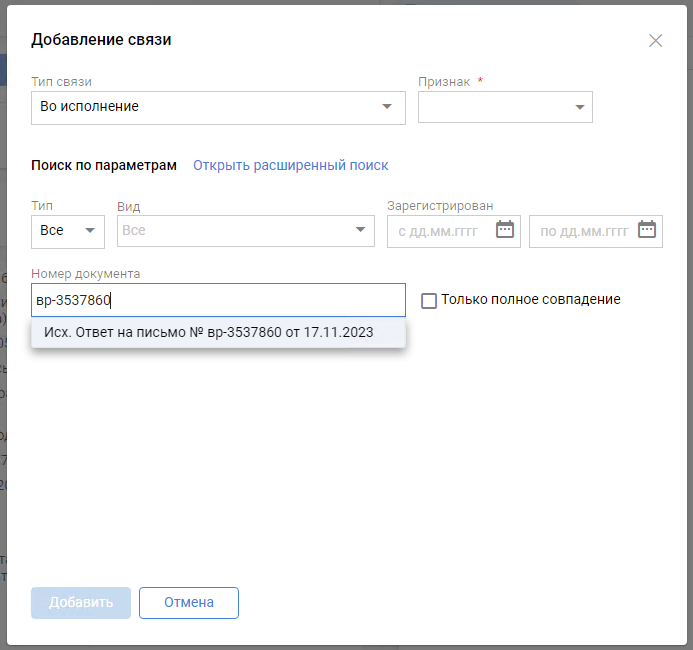 Добавление связи
Тип связи
Признак *
Во исполнение
Поиск по параметрам Открыть расширенный поиск
Тип
Вид
Зарегистрирован
Все
Все
с дд.мм.гггг
по дд.мм.гггг
Номер документа
вр-3537860
Только полное совпадение
Исх. Ответ на письмо № вр-3537860 от 17.11.2023
Добавить
Отмена